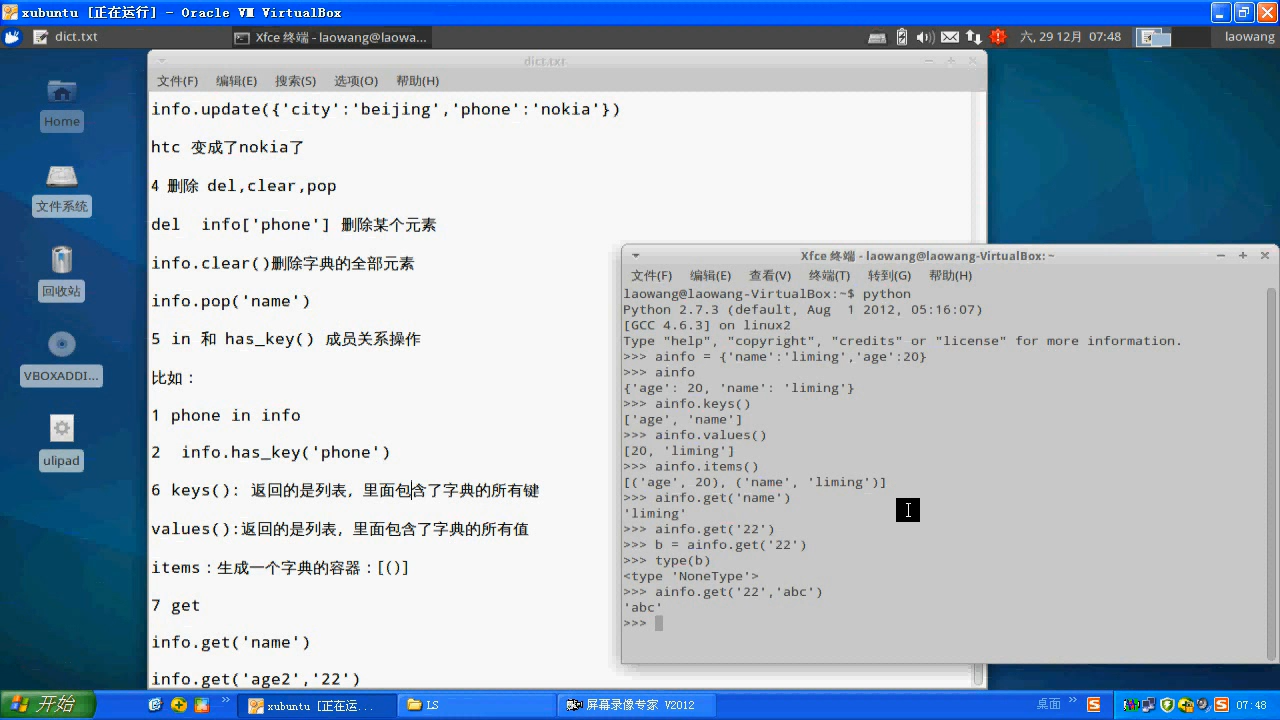 xubuntu [正在运行] - Oracle VM VirtualBox
dict.txt
Xfce 终端 - laowang@laowa...
六, 29 12月 07:48
laowang
dict.txt
文件(F) 编辑(E) 搜索(S) 选项(O) 帮助(H)
info.update({'city':'beijing','phone':'nokia'})
htc 变成了nokia了
4 删除 del,clear,pop
del  info['phone'] 删除某个元素
info.clear()删除字典的全部元素
info.pop('name')
5 in 和 has_key() 成员关系操作
比如：
1 phone in info
2  info.has_key('phone')
6 keys(): 返回的是列表, 里面包含了字典的所有键
values():返回的是列表, 里面包含了字典的所有值
items：生成一个字典的容器：[()]
7 get
info.get('name')
info.get('age2','22')
Home
文件系统
回收站
VBOXADDI...
ulipad
Xfce 终端 - laowang@laowang-VirtualBox: ~
文件(F) 编辑(E) 查看(V) 终端(T) 转到(G) 帮助(H)
laowang@laowang-VirtualBox:~$ python
Python 2.7.3 (default, Aug  1 2012, 05:16:07)
[GCC 4.6.3] on linux2
Type "help", "copyright", "credits" or "license" for more information.
>>> ainfo = {'name':'liming','age':20}
>>> ainfo
{'age': 20, 'name': 'liming'}
>>> ainfo.keys()
['age', 'name']
>>> ainfo.values()
[20, 'liming']
>>> ainfo.items()
[('age', 20), ('name', 'liming')]
>>> ainfo.get('name')
'liming'
>>> ainfo.get('22')
>>> b = ainfo.get('22')
>>> type(b)
<type 'NoneType'>
>>> ainfo.get('22','abc')
'abc'
>>>
开始
xubuntu [正在运...
LS
屏幕录像专家 V2012
桌面
07:48